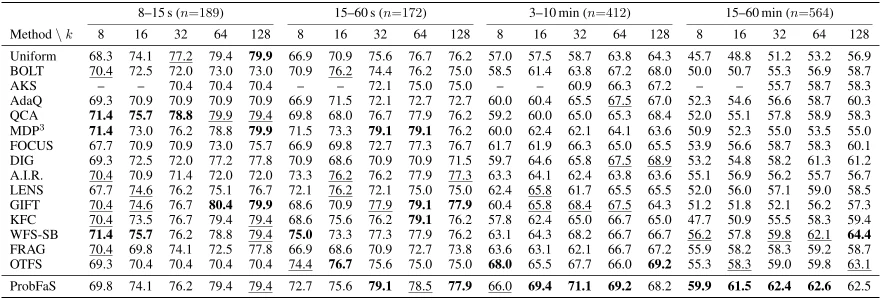 8–15 s (n=189) 15–60 s (n=172) 3–10 min (n=412) 15–60 min (n=564)
Method \ k 8 16 32 64 128 8 16 32 64 128 8 16 32 64 128 8 16 32 64 128
Uniform 68.3 74.1 77.2 79.4 79.9 66.9 70.9 75.6 76.7 76.2 57.0 57.5 58.7 63.8 64.3 45.7 48.8 51.2 53.2 56.9
BOLT 70.4 72.5 72.0 73.0 73.0 70.9 76.2 74.4 76.2 75.0 58.5 61.4 63.8 67.2 68.0 50.0 50.7 55.3 56.9 58.7
AKS – – 70.4 70.4 70.4 – – 72.1 75.0 75.0 – – 60.9 66.3 67.2 – – 55.7 58.7 58.3
AdaQ 69.3 70.9 70.9 70.9 70.9 66.9 71.5 72.1 72.7 72.7 60.0 60.4 65.5 67.5 67.0 52.3 54.6 56.6 58.7 60.3
QCA 71.4 75.7 78.8 79.9 79.4 69.8 68.0 76.7 77.9 76.2 59.2 60.0 65.0 65.3 68.4 52.0 55.1 57.8 58.9 58.3
MDP³ 71.4 73.0 76.2 78.8 79.9 71.5 73.3 79.1 79.1 76.2 60.0 62.4 62.1 64.1 63.6 50.9 52.3 55.0 53.5 55.0
FOCUS 67.7 70.9 70.9 73.0 75.7 66.9 69.8 72.7 77.3 76.7 61.7 61.9 66.3 65.0 65.5 53.9 56.6 58.7 58.3 60.1
DIG 69.3 72.5 72.0 77.2 77.8 70.9 68.6 70.9 70.9 71.5 59.7 64.6 65.8 67.5 68.9 53.2 54.8 58.2 61.3 61.2
A.I.R. 70.4 70.9 71.4 72.0 72.0 73.3 76.2 76.2 77.9 77.3 63.3 64.1 62.4 63.8 63.6 55.1 56.9 56.2 55.7 56.7
LENS 67.7 74.6 76.2 75.1 76.7 72.1 76.2 72.1 75.0 75.0 62.4 65.8 61.7 65.5 65.5 52.0 56.0 57.1 59.0 58.5
GIFT 70.4 74.6 76.7 80.4 79.9 68.6 70.9 77.9 79.1 77.9 60.4 65.8 68.4 67.5 64.3 51.2 51.8 52.1 56.2 57.3
KFC 70.4 73.5 76.7 79.4 79.4 68.6 75.6 76.2 79.1 76.2 57.8 62.4 65.0 66.7 65.0 47.7 50.9 55.5 58.3 59.4
WFS-SB 71.4 75.7 76.2 78.8 79.4 75.0 73.3 77.3 77.9 76.2 63.1 64.3 68.2 66.7 66.7 56.2 57.8 59.8 62.1 64.4
FRAG 70.4 69.8 74.1 72.5 77.8 66.9 68.6 70.9 72.7 73.8 63.6 63.1 62.1 66.7 67.2 55.9 58.2 58.3 59.2 58.7
OTFS 69.3 70.4 70.4 70.4 70.4 74.4 76.7 75.6 75.0 75.0 68.0 65.5 67.7 66.0 69.2 55.3 58.3 59.0 59.8 63.1
ProbFaS 69.8 74.1 76.2 79.4 79.4 72.7 75.6 79.1 78.5 77.9 66.0 69.4 71.1 69.2 68.2 59.9 61.5 62.4 62.6 62.5